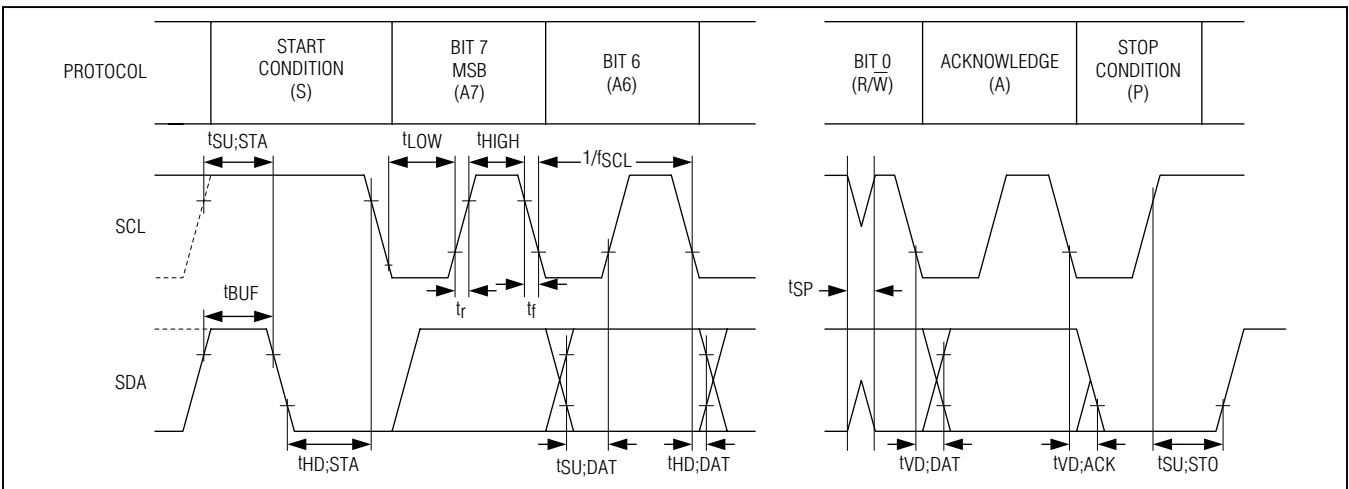 PROTOCOL
START
CONDITION
(S)
BIT 7
MSB
(A7)
BIT 6
(A6)
BIT 0
(R/W̅)
ACKNOWLEDGE
(A)
STOP
CONDITION
(P)
tSU;STA
tLOW
tHIGH
1/fSCL
SCL
tBUF
tr
tf
tSP
SDA
tHD;STA
tSU;DAT
tHD;DAT
tVD;DAT
tVD;ACK
tSU;STO